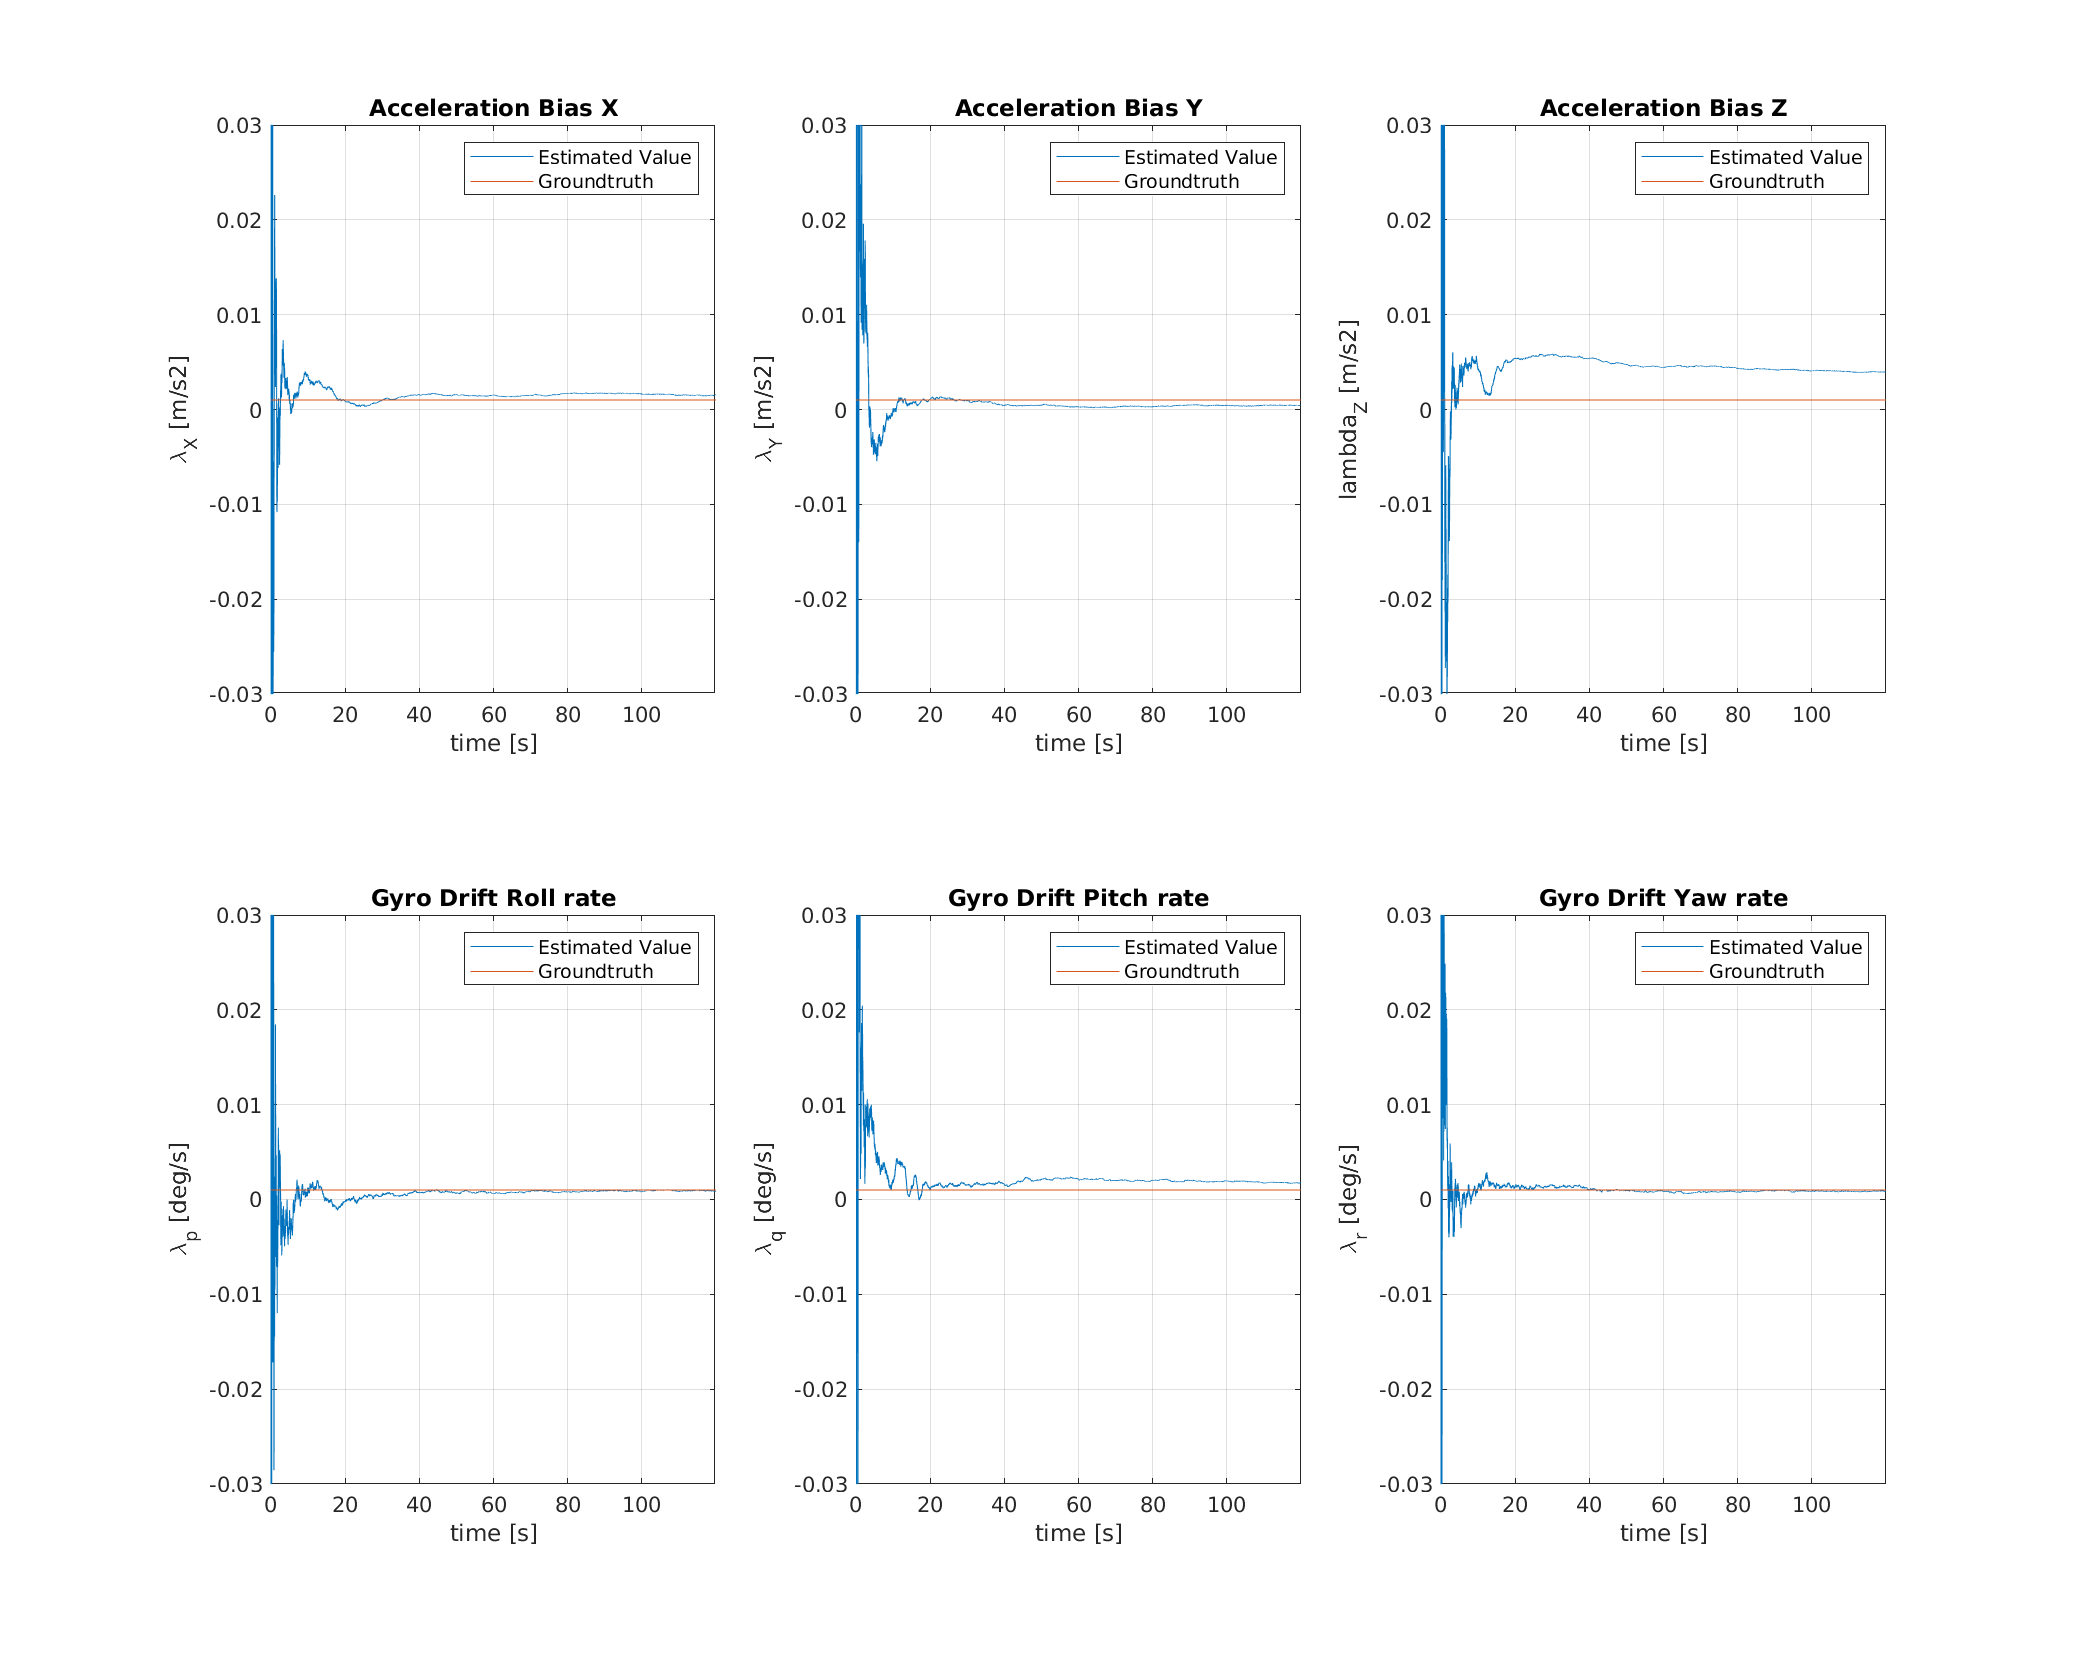 Acceleration Bias X
0.03
0.02
0.01
0
-0.01
-0.02
-0.03
λX [m/s2]
Estimated Value
Groundtruth
0 20 40 60 80 100
time [s]
Acceleration Bias Y
0.03
0.02
0.01
0
-0.01
-0.02
-0.03
λY [m/s2]
Estimated Value
Groundtruth
0 20 40 60 80 100
time [s]
Acceleration Bias Z
0.03
0.02
0.01
0
-0.01
-0.02
-0.03
lambdaZ [m/s2]
Estimated Value
Groundtruth
0 20 40 60 80 100
time [s]
Gyro Drift Roll rate
0.03
0.02
0.01
0
-0.01
-0.02
-0.03
λp [deg/s]
Estimated Value
Groundtruth
0 20 40 60 80 100
time [s]
Gyro Drift Pitch rate
0.03
0.02
0.01
0
-0.01
-0.02
-0.03
λq [deg/s]
Estimated Value
Groundtruth
0 20 40 60 80 100
time [s]
Gyro Drift Yaw rate
0.03
0.02
0.01
0
-0.01
-0.02
-0.03
λr [deg/s]
Estimated Value
Groundtruth
0 20 40 60 80 100
time [s]